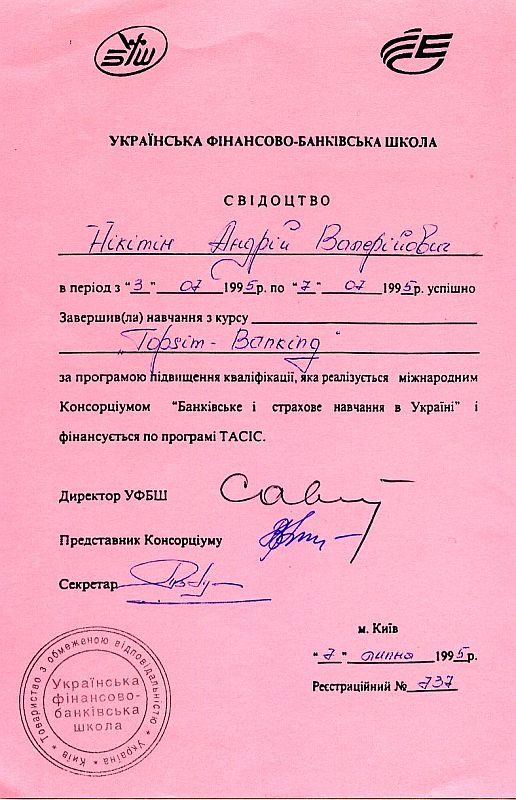 БІШ
УКРАЇНСЬКА ФІНАНСОВО-БАНКІВСЬКА ШКОЛА
СВІДОЦТВО
Нікітін Андрій Валерійович
в період з "3" 07 1995р. по "7" 07 1995р. успішно
Завершив(ла) навчання з курсу
"Topsim - Banking"
за програмою підвищення кваліфікації, яка реалізується міжнародним
Консорціумом "Банківське і страхове навчання в Україні" і
фінансується по програмі ТАСІС.
Директор УФБШ
Представник Консорціуму
Секретар
м. Київ
"7" липня 1995р.
Реєстраційний № 737
Товариство з обмеженою відповідальністю * Україна * Київ *
Українська
фінансово-
банківська
школа